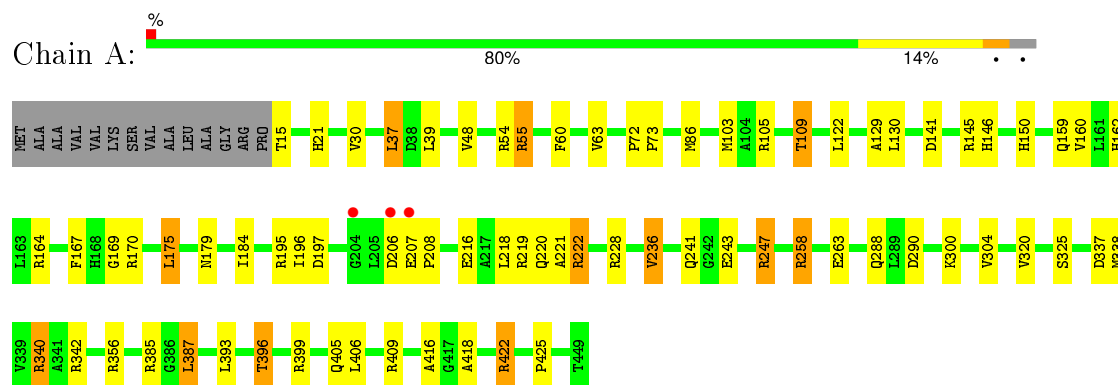 %
Chain A:
80% 14% • •
MET ALA ALA VAL VAL LYS SER VAL ALA LEU ALA GLY ARG PRO T15 H21 V30 L37 D38 L39 V48 R54 R55 F60 V63 P72 P73 M86 M103 A104 R105 T109 L122 A129 L130 D141 R145 H146 H150 Q159 V160 L161 H162
L163 R164 F167 H168 G169 R170 L175 N179 I184 R195 I196 D197 G204 L205 D206 E207 P208 E216 A217 L218 R219 Q220 A221 R222 R228 V236 Q241 G242 E243 R247 R258 E263 Q288 L289 D290 K300 V304 V320 S325 D337 M338
V339 R340 A341 R342 R356 R385 G386 L387 L393 T396 R399 Q405 L406 R409 A416 G417 A418 R422 P425 T449